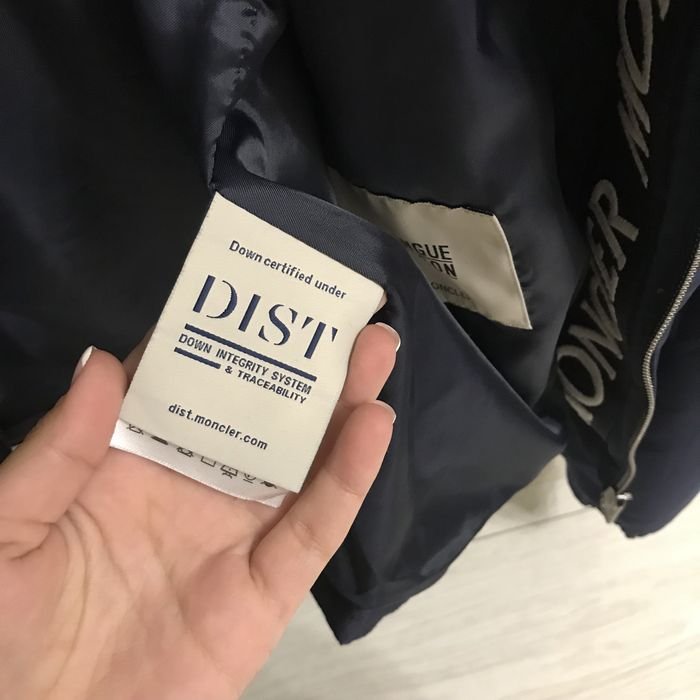 Down certified under
DIST
DOWN INTEGRITY SYSTEM
& TRACEABILITY
dist.moncler.com